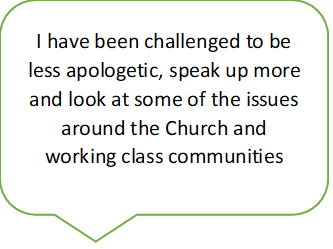 I have been challenged to be
less apologetic, speak up more
and look at some of the issues
around the Church and
working class communities